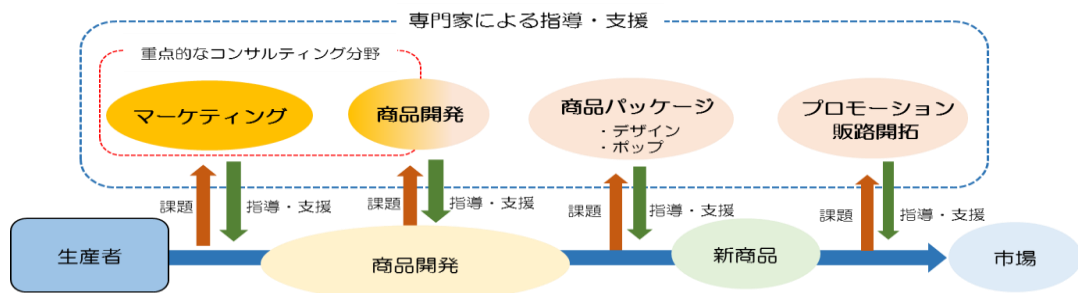 専門家による指導・支援
重点的なコンサルティング分野
マーケティング
商品開発
商品パッケージ
・デザイン
・ポップ
プロモーション
販路開拓
課題
指導・支援
課題
指導・支援
課題
指導・支援
課題
指導・支援
生産者
商品開発
新商品
市場